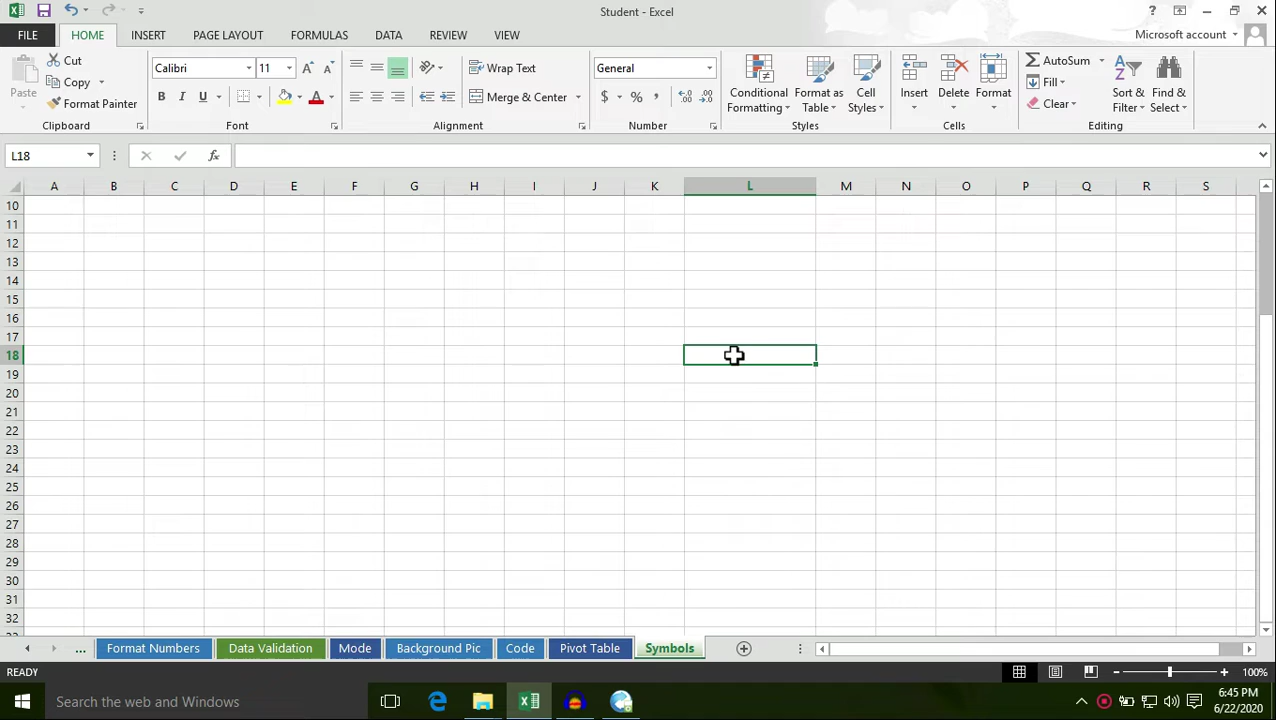 Student - Excel
FILE HOME INSERT PAGE LAYOUT FORMULAS DATA REVIEW VIEW Microsoft account
Paste Cut Copy Format Painter Clipboard
Calibri 11 A A B I U A Font
Wrap Text Merge & Center Alignment
General $ % , Number
Conditional Formatting Format as Table Cell Styles Styles
Insert Delete Format Cells
AutoSum Fill Clear Sort & Filter Find & Select Editing
L18 fx
A B C D E F G H I J K L M N O P Q R S
10
11
12
13
14
15
16
17
18
19
20
21
22
23
24
25
26
27
28
29
30
31
32
... Format Numbers Data Validation Mode Background Pic Code Pivot Table Symbols
READY 100%
Search the web and Windows 6:45 PM
6/22/2020